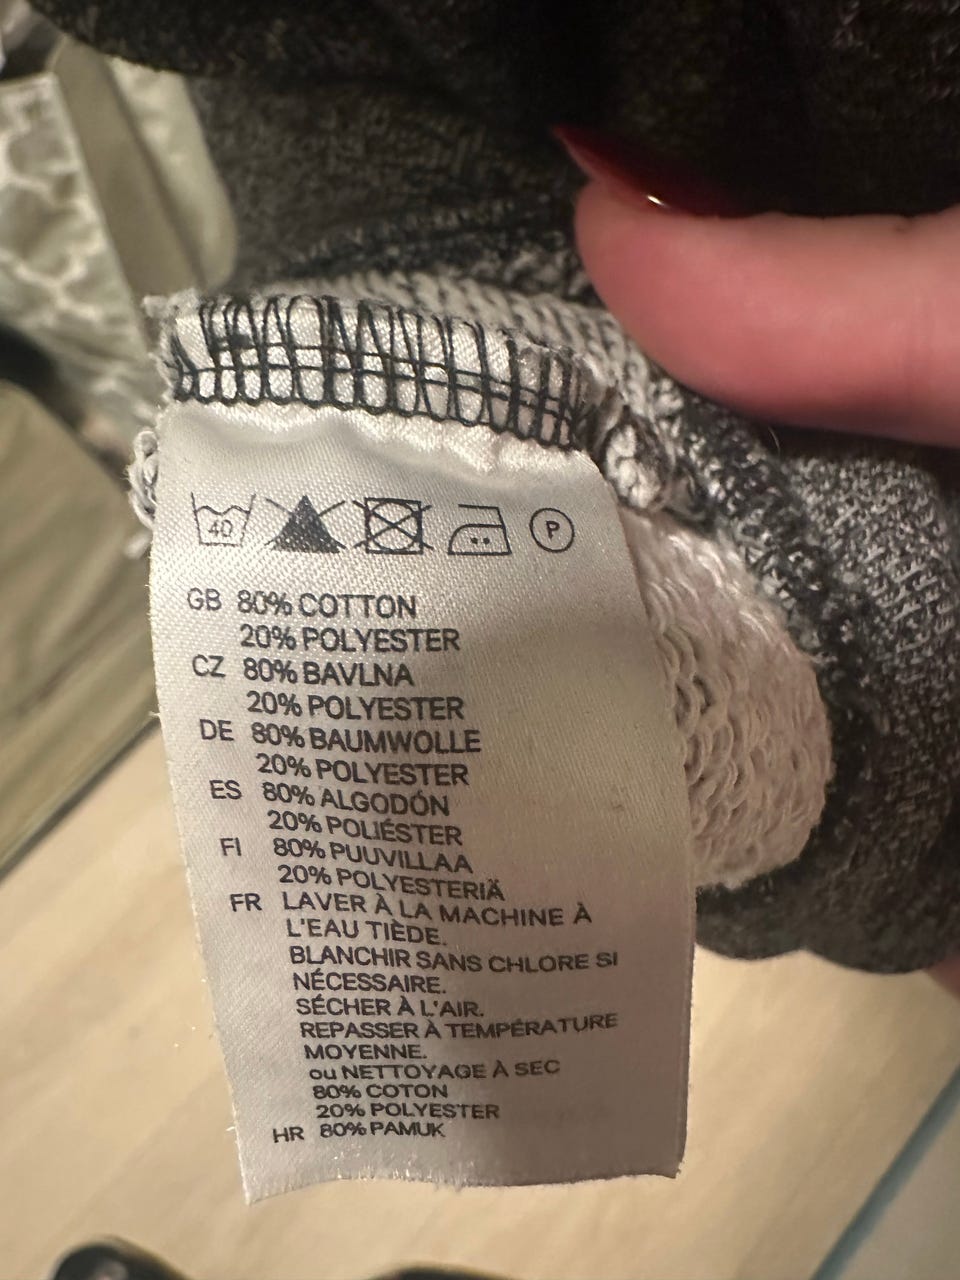 40 P
GB 80% COTTON
20% POLYESTER
CZ 80% BAVLNA
20% POLYESTER
DE 80% BAUMWOLLE
20% POLYESTER
ES 80% ALGODÓN
20% POLIÉSTER
FI 80% PUUVILLAA
20% POLYESTERIÄ
FR LAVER À LA MACHINE À
L'EAU TIÈDE.
BLANCHIR SANS CHLORE SI
NÉCESSAIRE.
SÉCHER À L'AIR.
REPASSER À TEMPÉRATURE
MOYENNE.
ou NETTOYAGE À SEC
80% COTON
20% POLYESTER
HR 80% PAMUK